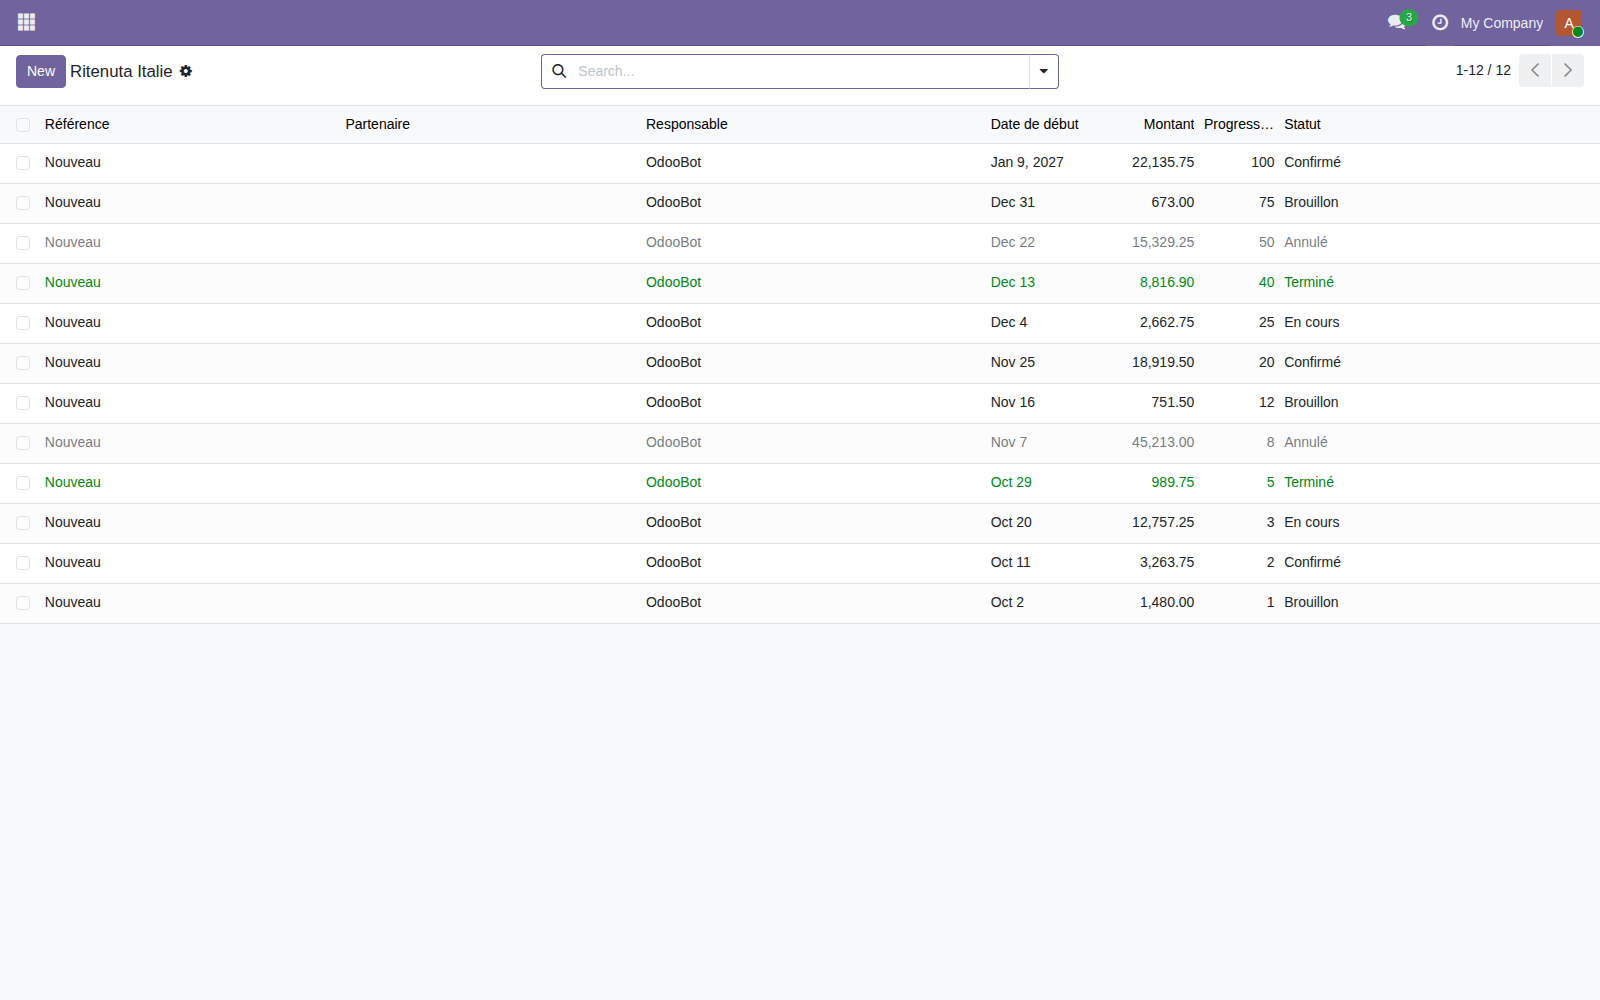 3 My Company A
New Ritenuta Italie Search... 1-12 / 12
Référence Partenaire Responsable Date de début Montant Progress... Statut
Nouveau OdooBot Jan 9, 2027 22,135.75 100 Confirmé
Nouveau OdooBot Dec 31 673.00 75 Brouillon
Nouveau OdooBot Dec 22 15,329.25 50 Annulé
Nouveau OdooBot Dec 13 8,816.90 40 Terminé
Nouveau OdooBot Dec 4 2,662.75 25 En cours
Nouveau OdooBot Nov 25 18,919.50 20 Confirmé
Nouveau OdooBot Nov 16 751.50 12 Brouillon
Nouveau OdooBot Nov 7 45,213.00 8 Annulé
Nouveau OdooBot Oct 29 989.75 5 Terminé
Nouveau OdooBot Oct 20 12,757.25 3 En cours
Nouveau OdooBot Oct 11 3,263.75 2 Confirmé
Nouveau OdooBot Oct 2 1,480.00 1 Brouillon